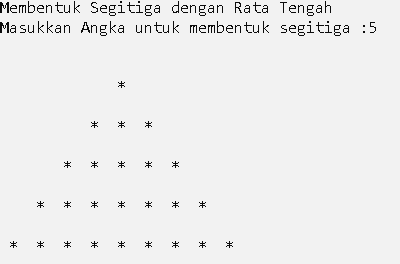 Membentuk Segitiga dengan Rata Tengah
Masukkan Angka untuk membentuk segitiga :5
*
* * *
* * * * *
* * * * * * *
* * * * * * * * *